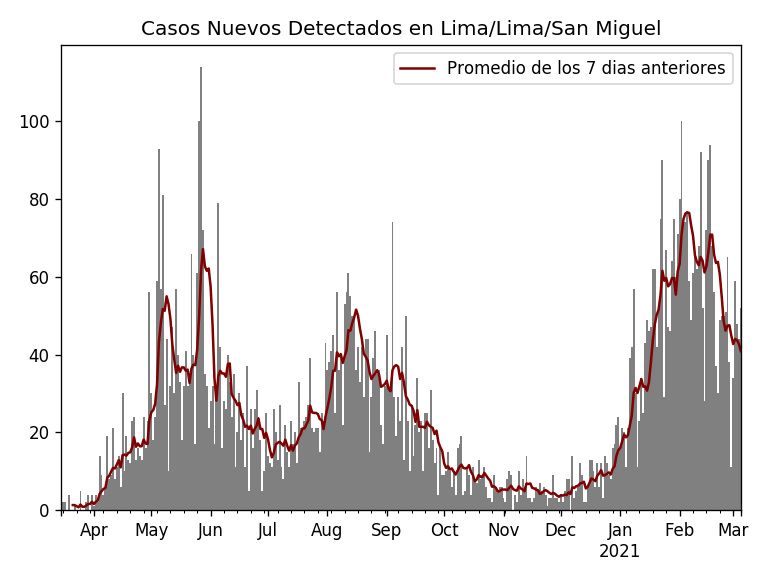 Casos Nuevos Detectados en Lima/Lima/San Miguel
Promedio de los 7 dias anteriores
100
80
60
40
20
0
Apr May Jun Jul Aug Sep Oct Nov Dec Jan Feb Mar
2021